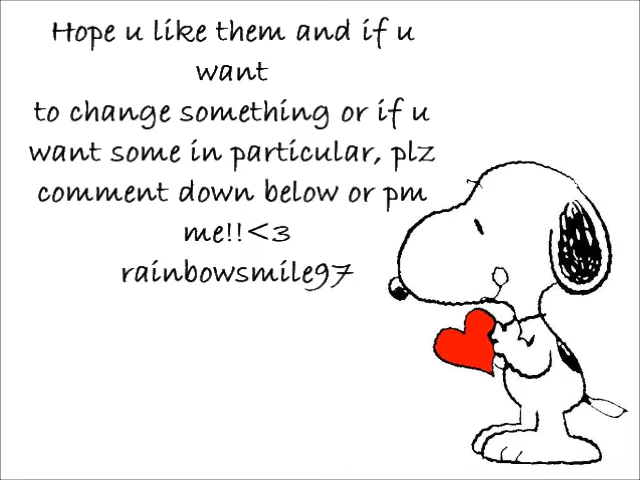 Hope u like them and if u
want
to change something or if u
want some in particular, plz
comment down below or pm
me!!<3
rainbowsmile97